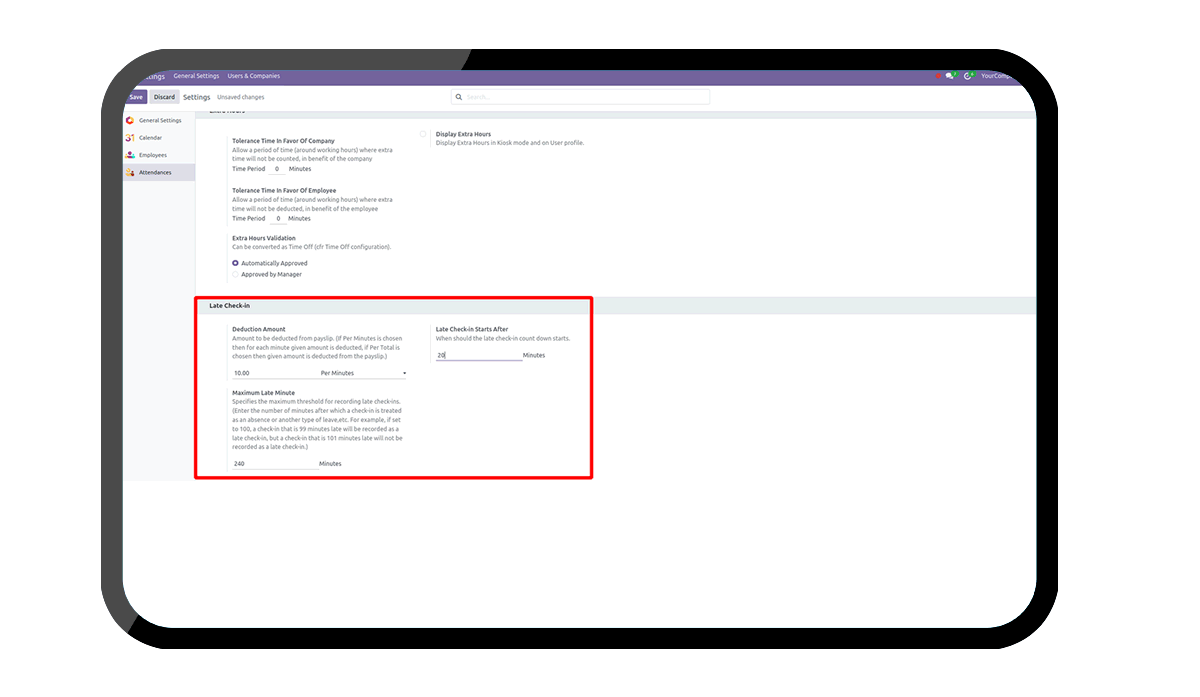 General Settings Users & Companies
Save Discard Settings Unsaved changes
Search...
General Settings
Calendar
Employees
Attendances
Extra Hours
Tolerance Time In Favor Of Company
Allow a period of time (around working hours) where extra
time will not be counted, in benefit of the company
Time Period 0 Minutes
Display Extra Hours
Display Extra Hours in Kiosk mode and on User profile.
Tolerance Time In Favor Of Employee
Allow a period of time (around working hours) where extra
time will not be deducted, in benefit of the employee
Time Period 0 Minutes
Extra Hours Validation
Can be converted as Time Off (cfr Time Off configuration).
Automatically Approved
Approved by Manager
Late Check-in
Deduction Amount
Amount to be deducted from payslip. (If Per Minutes is chosen
then for each minute given amount is deducted, if Per Total is
chosen then given amount is deducted from the payslip.)
10.00 Per Minutes
Late Check-in Starts After
When should the late check-in count down starts.
20 Minutes
Maximum Late Minute
Specifies the maximum threshold for recording late check-ins.
(Enter the number of minutes after which a check-in is treated
as an absence or another type of leave,etc. For example, if set
to 100, a check-in that is 99 minutes late will be recorded as a
late check-in, but a check-in that is 101 minutes late will not be
recorded as a late check-in.)
240 Minutes